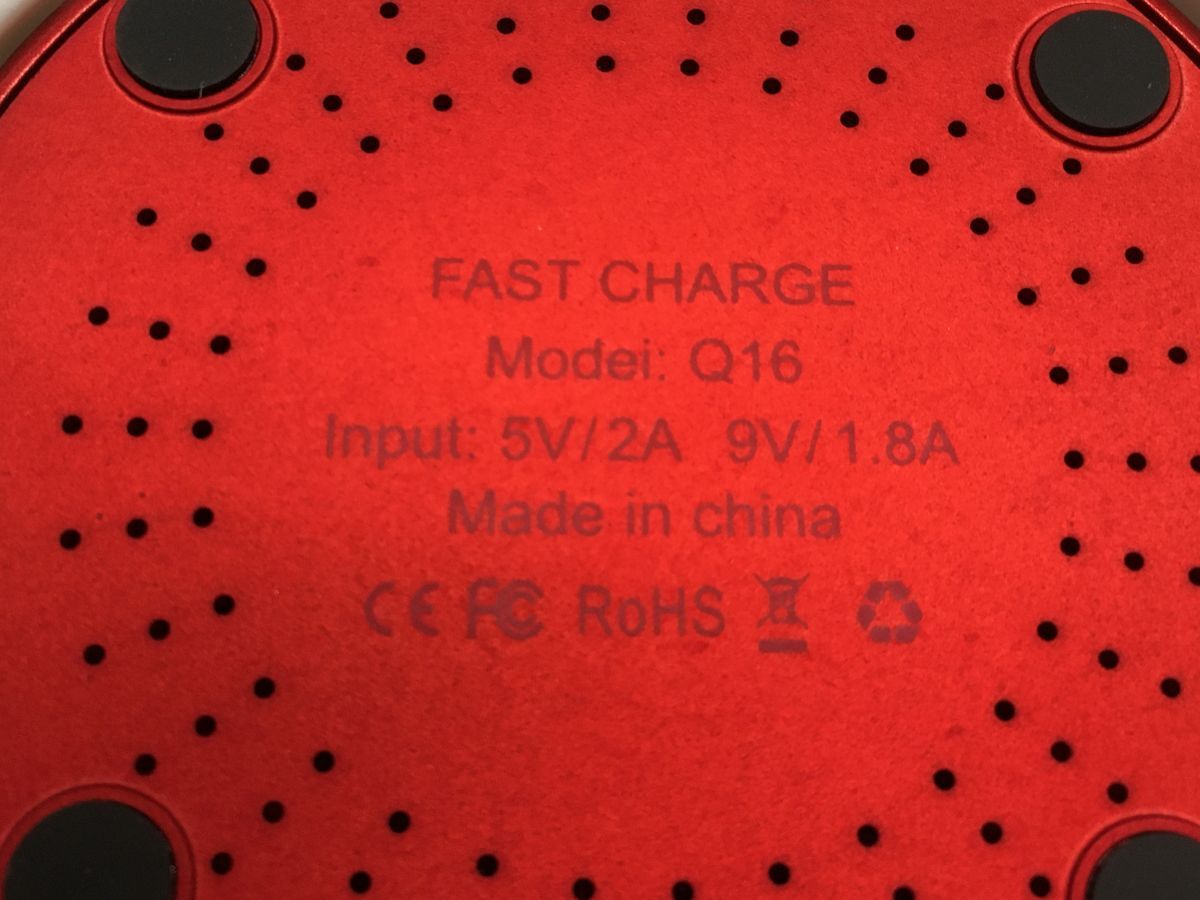 FAST CHARGE
Modei: Q16
Input: 5V/2A 9V/1.8A
Made in china
CE FC RoHS